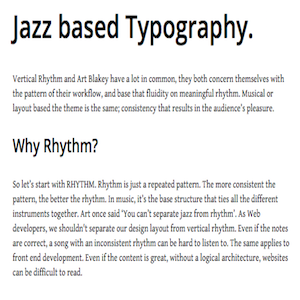 Jazz based Typography.
Vertical Rhythm and Art Blakey have a lot in common, they both concern themselves with
the pattern of their workflow, and base that fluidity on meaningful rhythm. Musical or
layout based the theme is the same; consistency that results in the audience's pleasure.
Why Rhythm?
So let's start with RHYTHM. Rhythm is just a repeated pattern. The more consistent the
pattern, the better the rhythm. In music, it's the base structure that ties all the different
instruments together. Art once said 'You can't separate jazz from rhythm'. As Web
developers, we shouldn't separate our design layout from vertical rhythm. Even if the notes
are correct, a song with an inconsistent rhythm can be hard to listen to. The same applies to
front end development. Even if the content is great, without a logical architecture, websites
can be difficult to read.